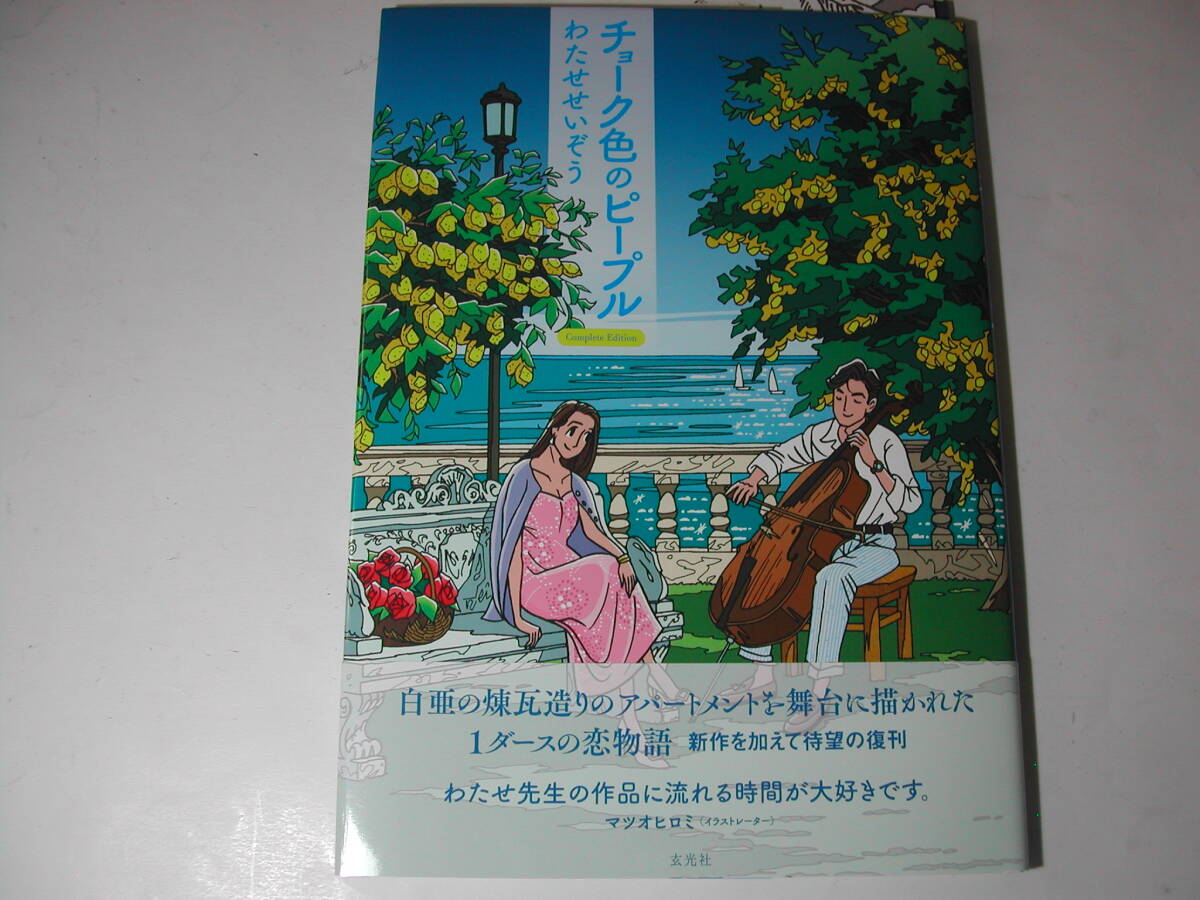 チョーク色のピープル
わたせせいぞう
Complete Edition
白亜の煉瓦造りのアパートメントを舞台に描かれた
1ダースの恋物語 新作を加えて待望の復刊
わたせ先生の作品に流れる時間が大好きです。
マツオヒロミ(イラストレーター)
玄光社